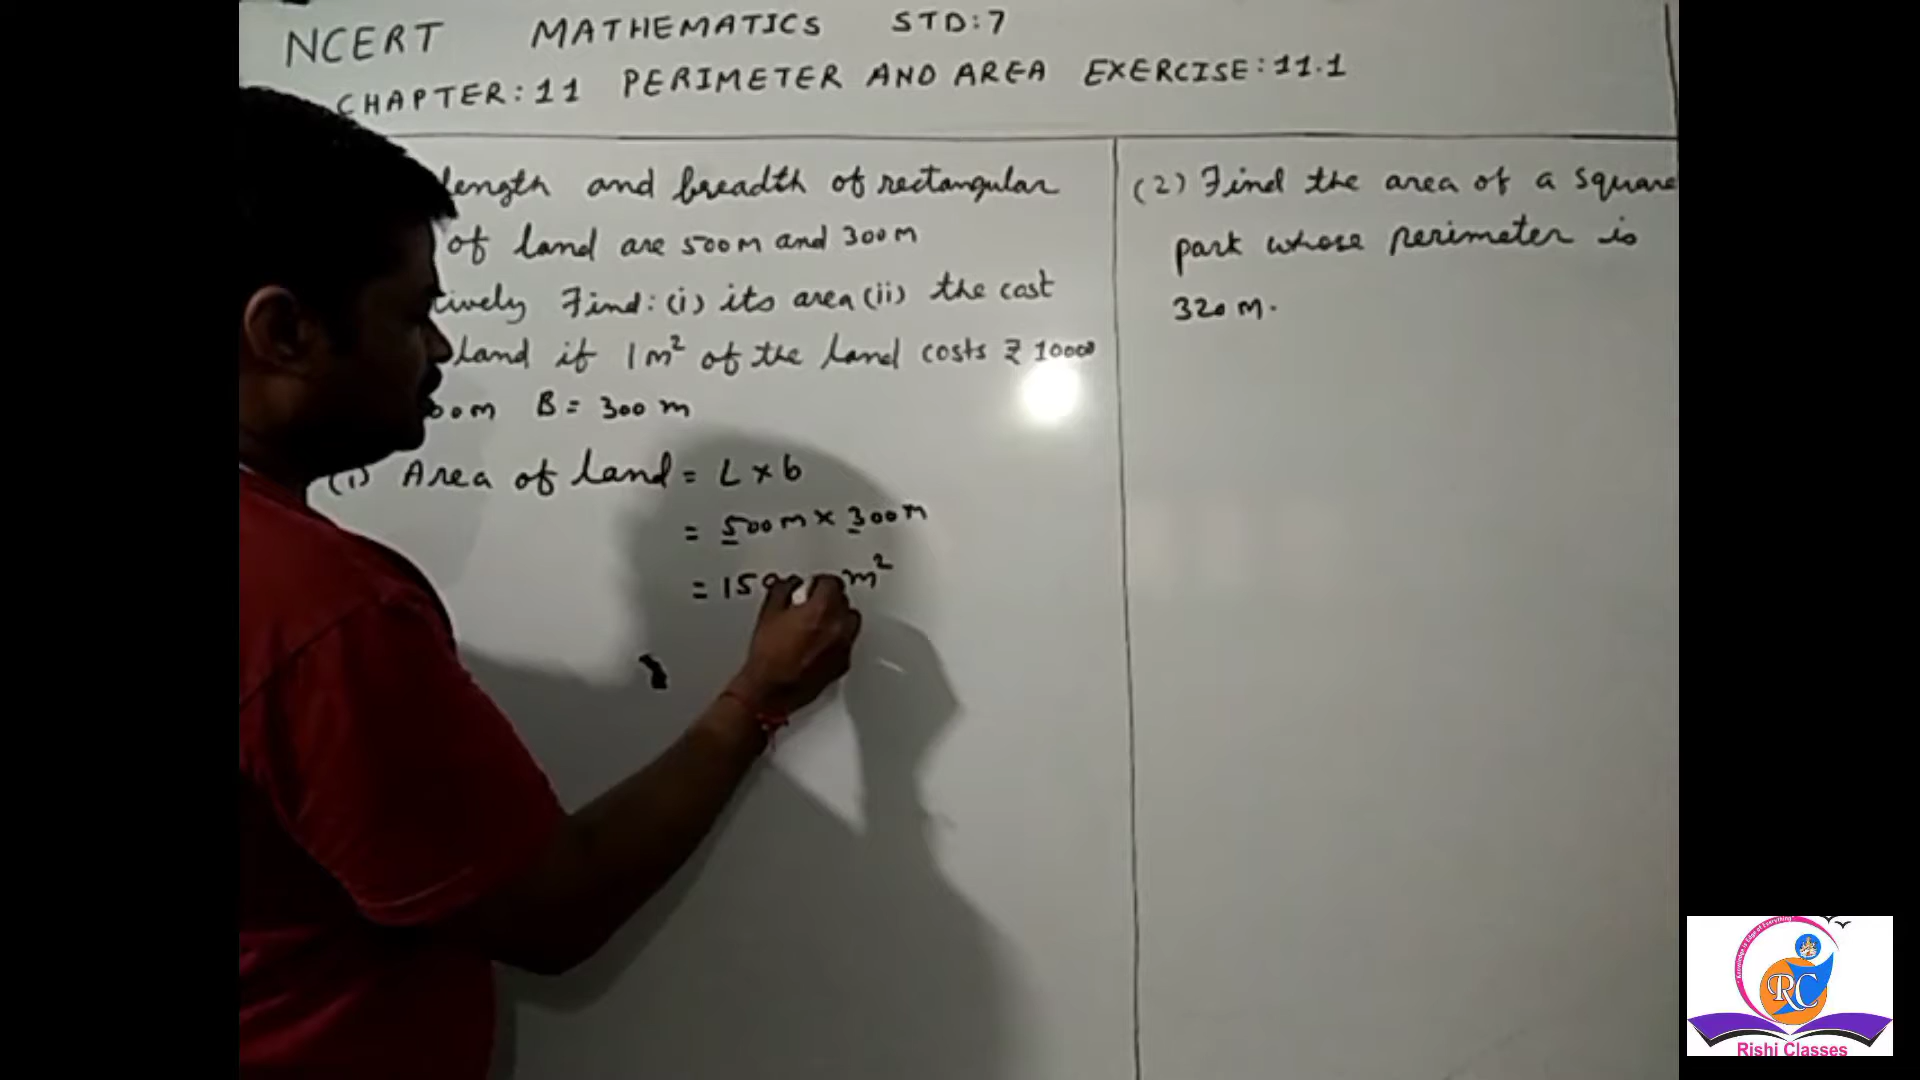 NCERT MATHEMATICS STD:7
CHAPTER:11 PERIMETER AND AREA EXERCISE:11.1
length and breadth of rectangular
of land are 500m and 300m
tively Find:(i) its area (ii) the cost
land if 1m² of the land costs ₹ 10000
00m B = 300 m
(i) Area of land = L × b
= 500m × 300m
= 150 m²
(2) Find the area of a square
park whose perimeter is
320 m.
RC
Rishi Classes